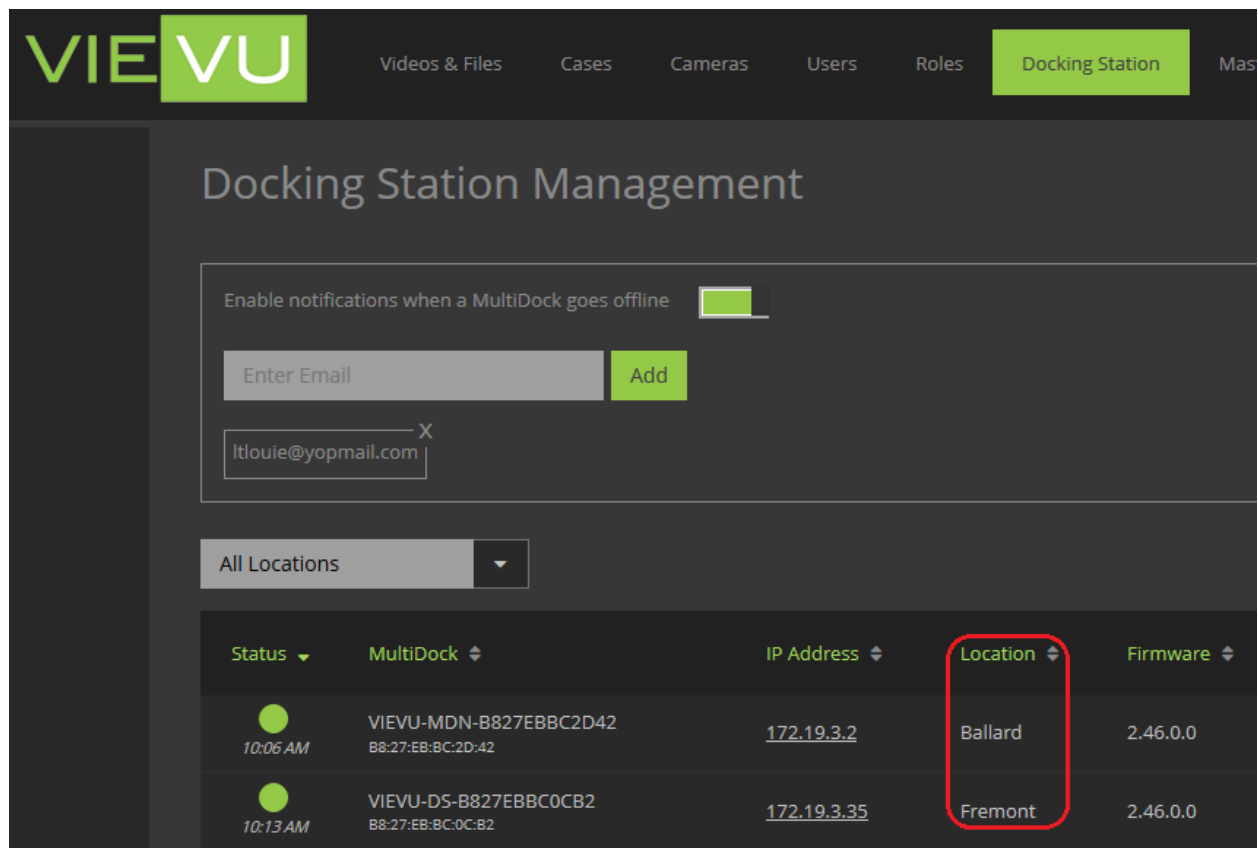 VIEVU Videos & Files Cases Cameras Users Roles Docking Station Mas
Docking Station Management
Enable notifications when a MultiDock goes offline
Enter Email Add
X
ltlouie@yopmail.com
All Locations
Status MultiDock IP Address Location Firmware
VIEVU-MDN-B827EBBC2D42 172.19.3.2 Ballard 2.46.0.0
10:06 AM B8:27:EB:BC:2D:42
VIEVU-DS-B827EBBC0CB2 172.19.3.35 Fremont 2.46.0.0
10:13 AM B8:27:EB:BC:0C:B2